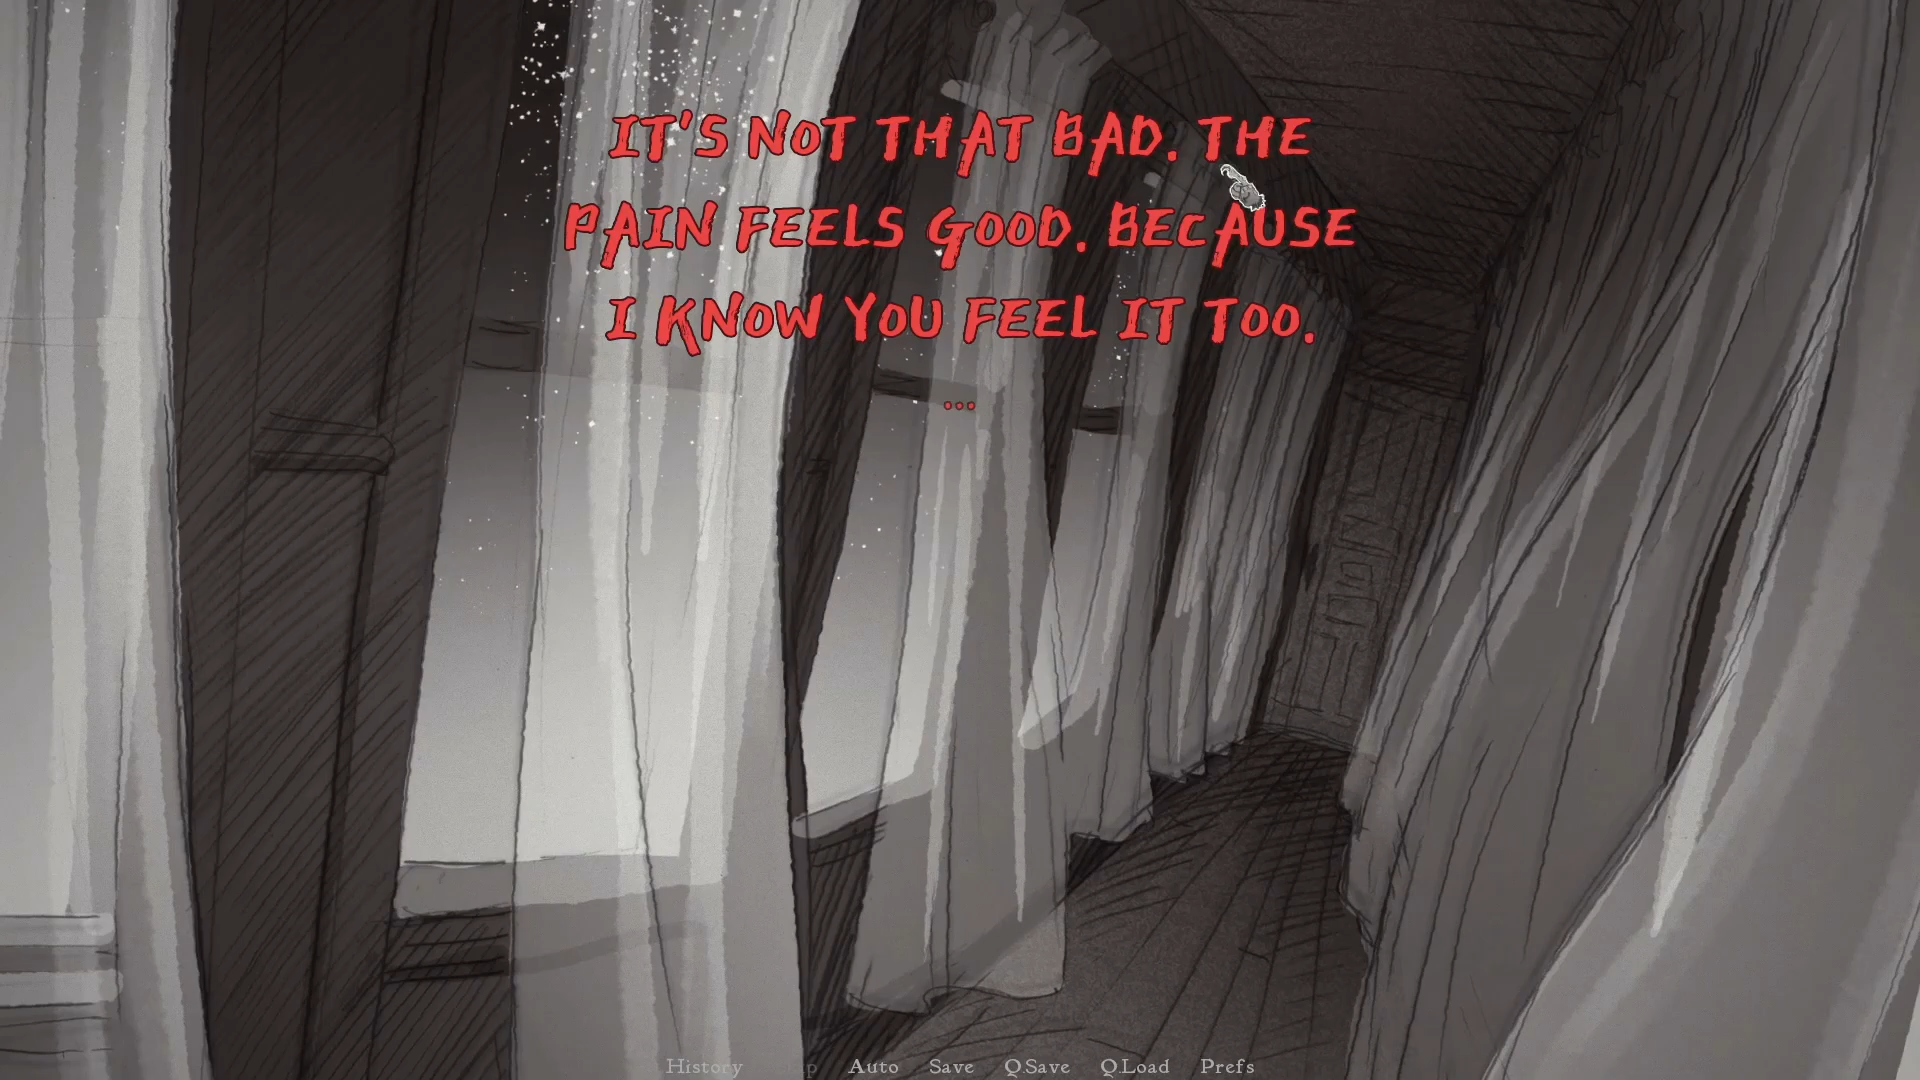 IT'S NOT THAT BAD. THE
PAIN FEELS GOOD. BECAUSE
I KNOW YOU FEEL IT TOO.
...
History Auto Save Q.Save Q.Load Prefs